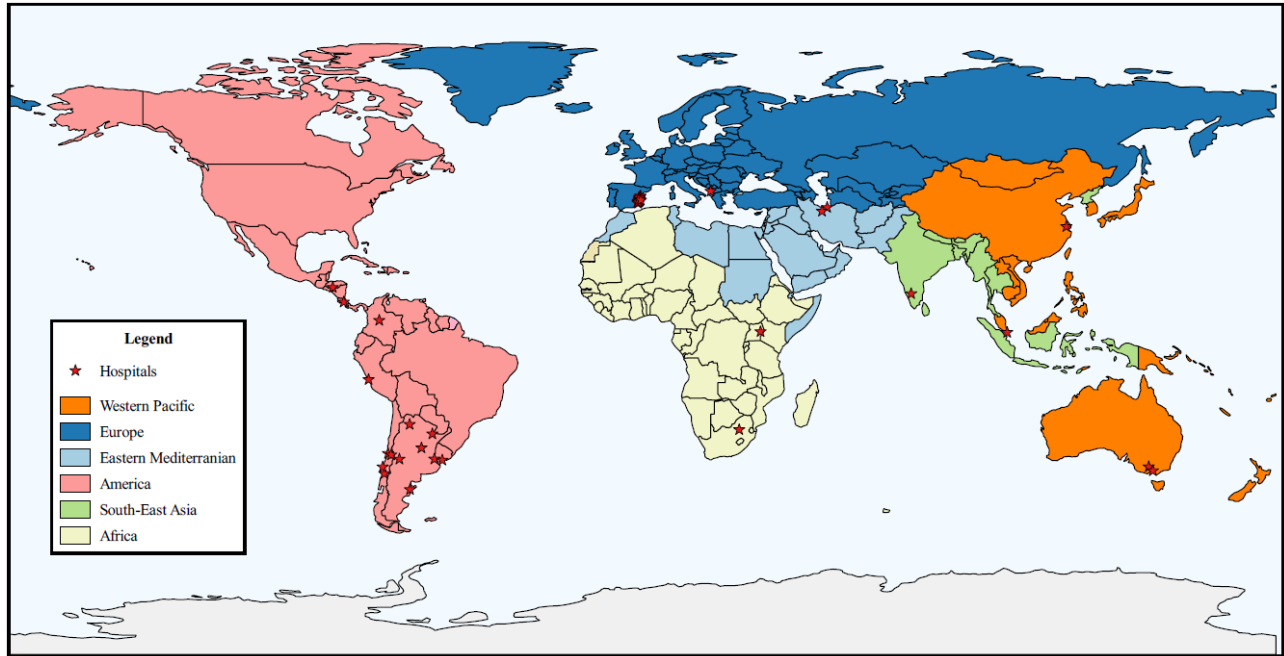 Legend
Hospitals
Western Pacific
Europe
Eastern Mediterranian
America
South-East Asia
Africa